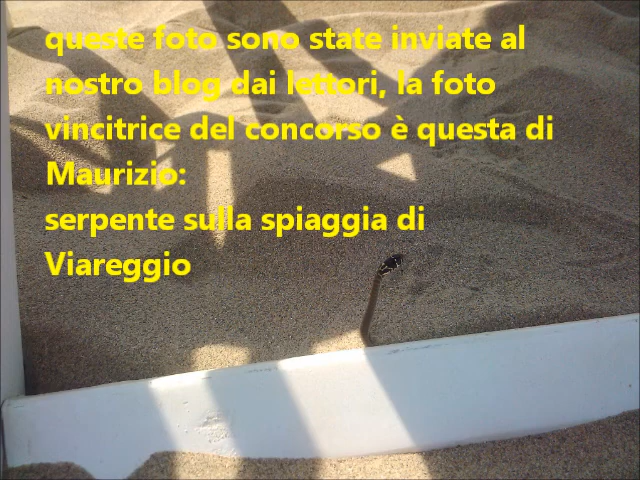 queste foto sono state inviate al
nostro blog dai lettori, la foto
vincitrice del concorso è questa di
Maurizio:
serpente sulla spiaggia di
Viareggio